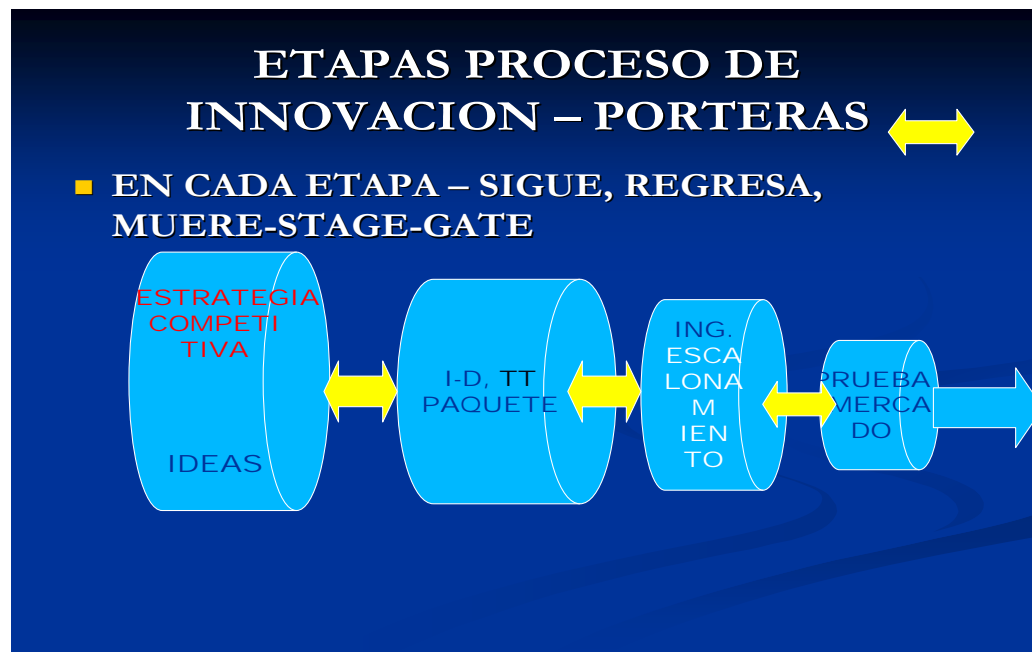 ETAPAS PROCESO DE
INNOVACION – PORTERAS
EN CADA ETAPA – SIGUE, REGRESA,
MUERE-STAGE-GATE
ESTRATEGIA
COMPETI
TIVA
IDEAS
I-D, TT
PAQUETE
ING.
ESCA
LONA
M
IEN
TO
PRUEBA
MERCA
DO